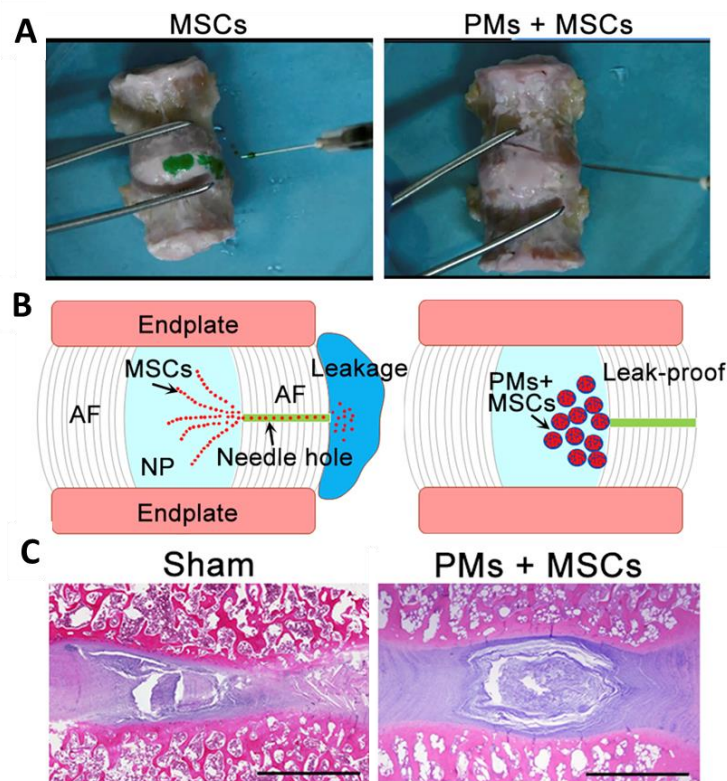 A
MSCs
PMs + MSCs
B
Endplate
MSCs
AF
AF
NP
Needle hole
Leakage
Endplate
PMs+
MSCs
Leak-proof
C
Sham
PMs + MSCs